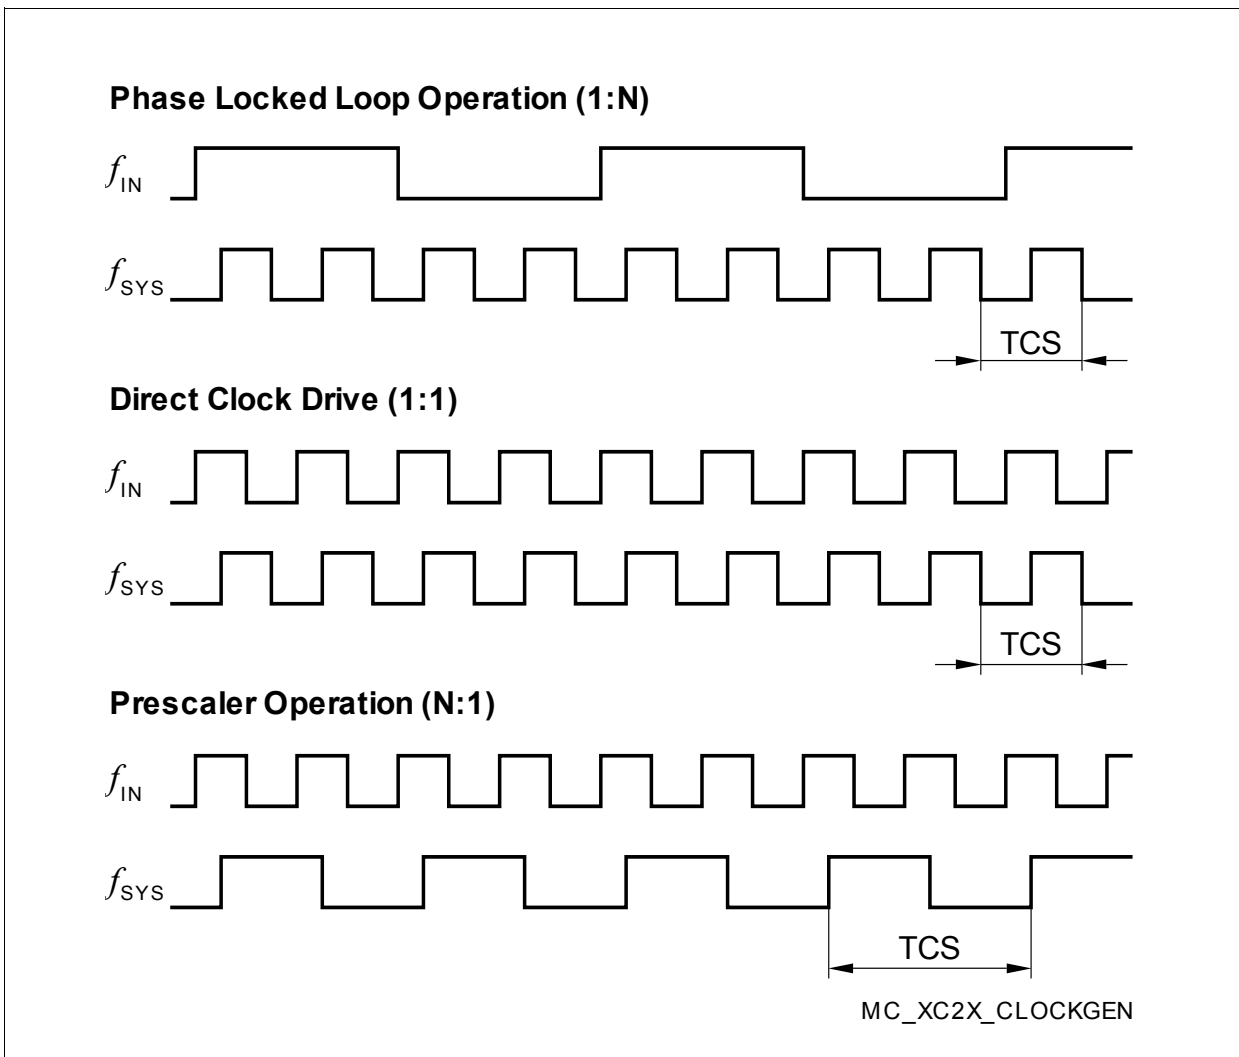 Phase Locked Loop Operation (1:N)
fIN
fSYS
TCS
Direct Clock Drive (1:1)
fIN
fSYS
TCS
Prescaler Operation (N:1)
fIN
fSYS
TCS
MC_XC2X_CLOCKGEN